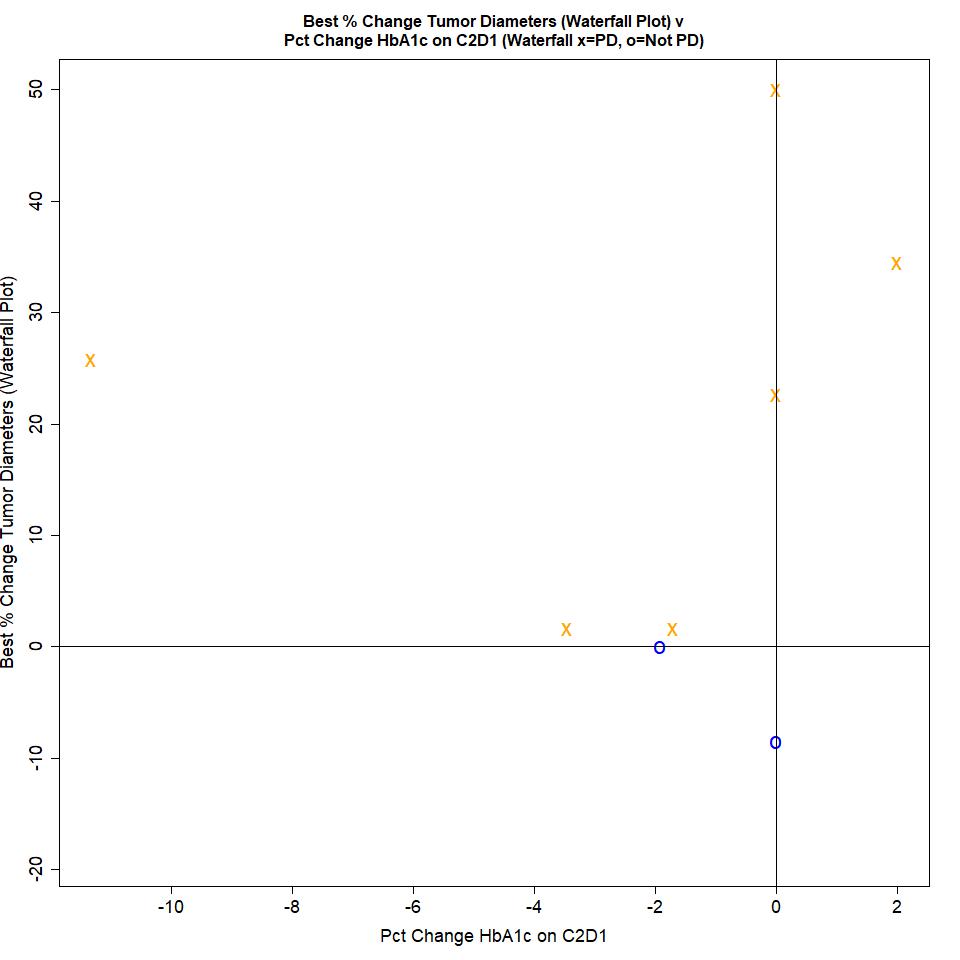 Best % Change Tumor Diameters (Waterfall Plot) v
Pct Change HbA1c on C2D1 (Waterfall x=PD, o=Not PD)
Best % Change Tumor Diameters (Waterfall Plot)
50
40
30
20
10
0
-10
-20
X
X
X
X
X
X
O
O
-10
-8
-6
-4
-2
0
2
Pct Change HbA1c on C2D1